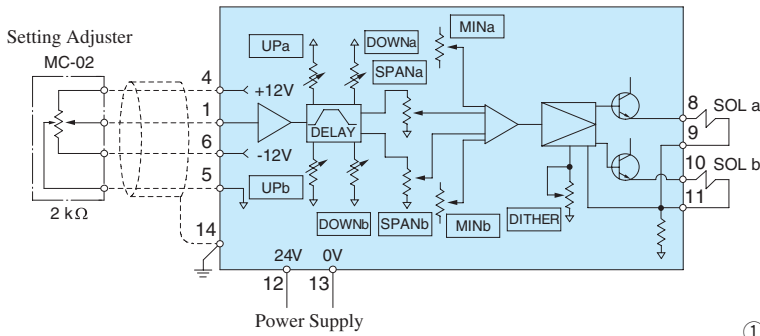 Setting Adjuster
MC-02
2 kΩ
4
1
6
5
14
+12V
-12V
UPa
DOWNa
SPANa
MINa
DELAY
UPb
DOWNb
SPANb
MINb
DITHER
8 SOL a
9
10 SOL b
11
24V 0V
12 13
Power Supply
①